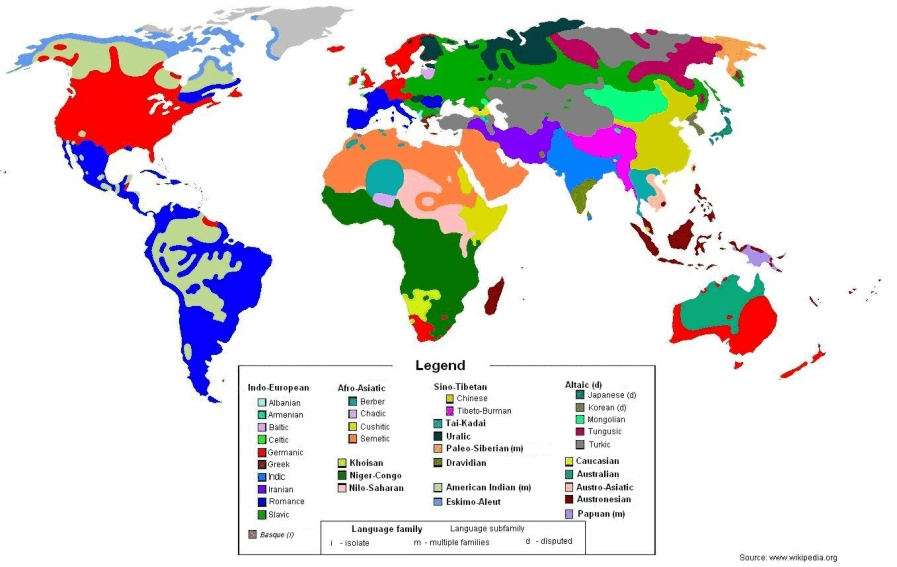 Legend
Indo-European
Albanian
Armenian
Baltic
Celtic
Germanic
Greek
Indic
Iranian
Romance
Slavic
Basque (i)
Afro-Asiatic
Berber
Chadic
Cushitic
Semetic
Khoisan
Niger-Congo
Nilo-Saharan
Sino-Tibetan
Chinese
Tibeto-Burman
Tai-Kadai
Uralic
Paleo-Siberian (m)
Dravidian
American Indian (m)
Eskimo-Aleut
Altaic (d)
Japanese (d)
Korean (d)
Mongolian
Tungusic
Turkic
Caucasian
Australian
Austro-Asiatic
Austronesian
Papuan (m)
Language family Language subfamily
i - isolate m - multiple families d - disputed
Source: www.wikipedia.org